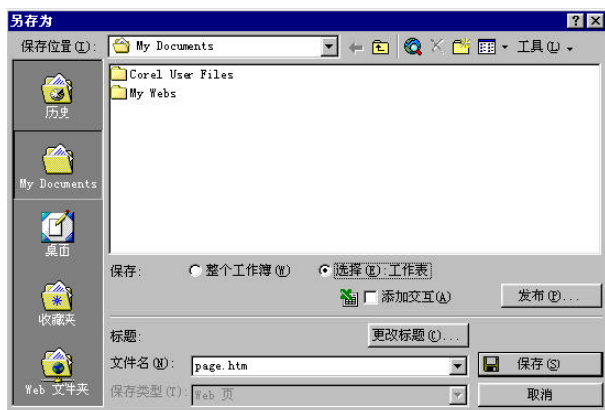 另存为
保存位置(I): My Documents 工具(L)
Corel User Files
My Webs
历史
My Documents
桌面
收藏夹
Web 文件夹
保存: 整个工作簿(W) 选择(E):工作表
添加交互(A) 发布(P)...
标题: 更改标题(C)...
文件名(N): page.htm 保存(S)
保存类型(T): Web 页 取消